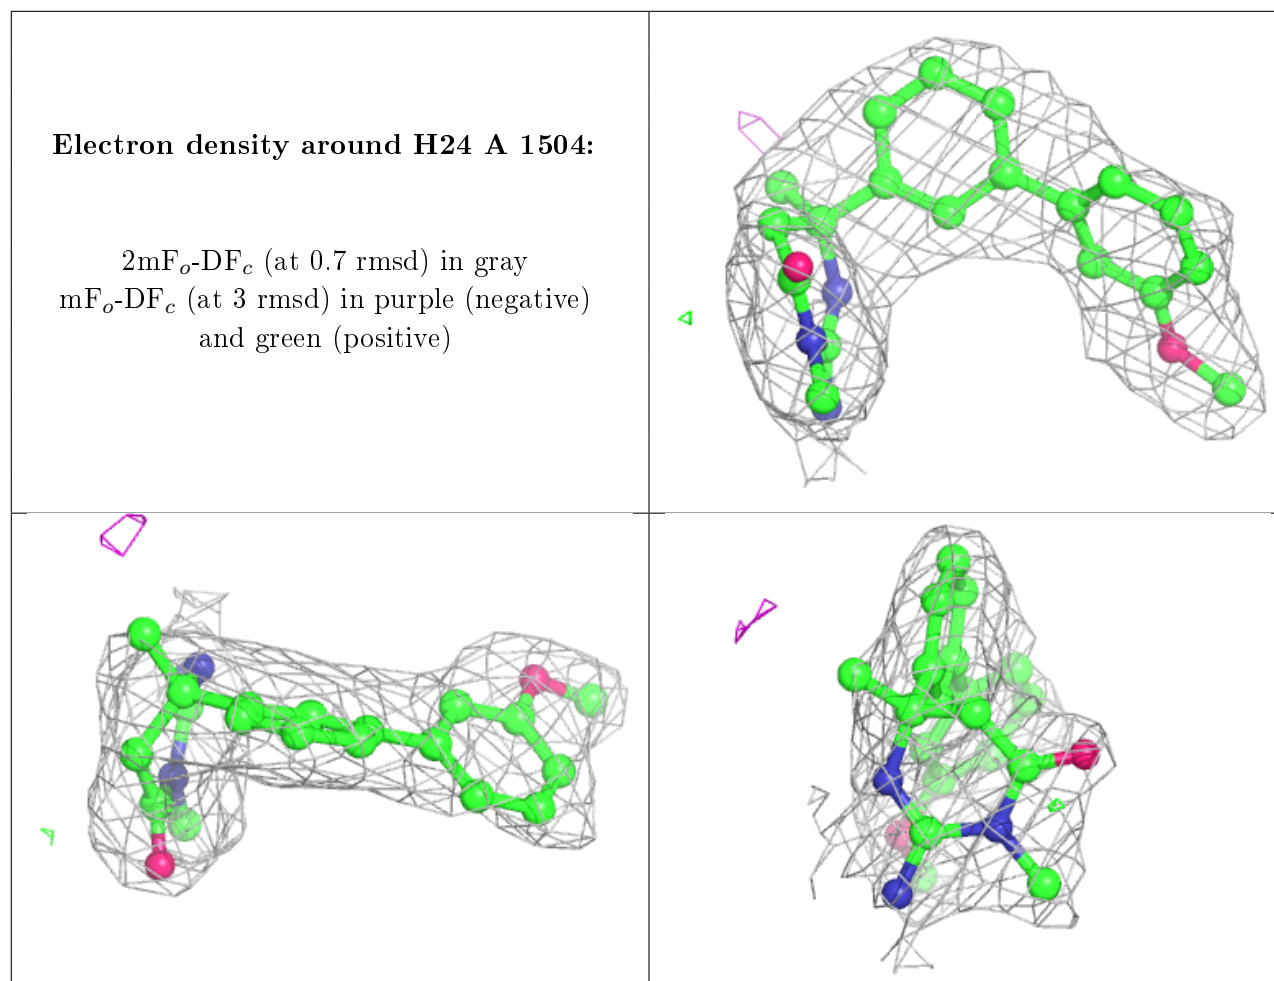 Electron density around H24 A 1504:
2mFo-DFc (at 0.7 rmsd) in gray
mFo-DFc (at 3 rmsd) in purple (negative)
and green (positive)